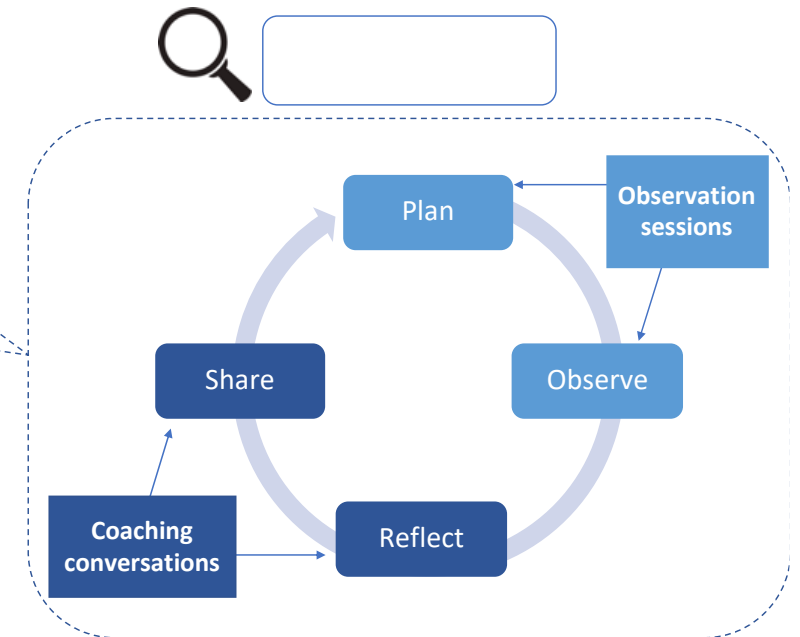 Plan
Observation
sessions
Share
Observe
Coaching
conversations
Reflect